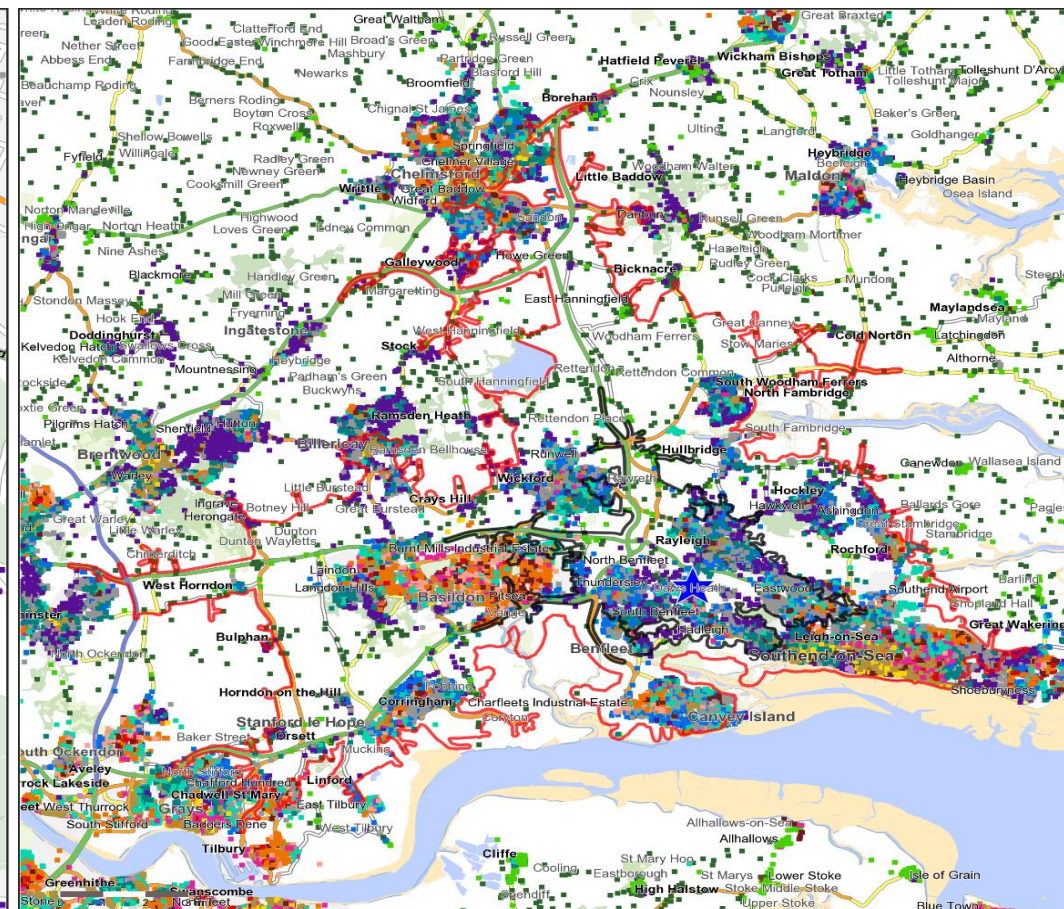 White Roding
Leaden Roding
Great Waltham
Great Braxted
Clatterford End
Good Easter
Winchmore Hill
Broad's Green
Russell Green
Nether Street
Mashbury
Partridge Green
Wickham Bishops
Abbess End
Farmbridge End
Blasford Hill
Hatfield Peverel
Great Totham
Little Totham
Tolleshunt D'Arcy
Newarks
Broomfield
Crix
Tolleshunt Major
Beauchamp Roding
Nounsley
Berners Roding
Chignal St James
Boreham
Boyton Cross
Baker's Green
Roxwell
Ulting
Langford
Goldhanger
Shellow Bowells
Springfield
Willingale
Fyfield
Radley Green
Chelmer Village
Heybridge
Beeleigh
Newney Green
Chelmsford
Woodham Walter
Maldon
Cooksmill Green
Writtle
Great Baddow
Little Baddow
Heybridge Basin
Widford
Osea Island
Norton Mandeville
Highwood
Sandon
Danbury
Runsell Green
High Ongar
Norton Heath
Loves Green
Edney Common
Woodham Mortimer
Nine Ashes
Howe Green
Hazeleigh
Galleywood
Rudley Green
Blackmore
Handley Green
Bicknacre
Cock Clarks
Mundon
Steeple
Margaretting
Purleigh
Stondon Massey
Mill Green
East Hanningfield
Fryerning
Maylandsea
Hook End
Ingatestone
West Hanningfield
Great Canney
Mayland
Doddinghurst
Woodham Ferrers
Cold Norton
Latchingdon
Kelvedon Hatch
Swallows Cross
Stock
Stow Maries
Kelvedon Common
Heybridge
Althorne
Mountnessing
Padham's Green
South Hanningfield
Rettendon
Rettendon Common
Buckwyns
South Woodham Ferrers
North Fambridge
Ramsden Heath
Rettendon Place
Pilgrims Hatch
Shenfield
Hutton
South Fambridge
Brentwood
Billericay
Ramsden Bellhouse
Runwell
Hullbridge
Warley
Canewdon
Wallasea Island
Wickford
Rawreth
Little Burstead
Crays Hill
Hockley
Ingrave
Botney Hill
Great Burstead
Hawkwell
Ashingdon
Ballards Gore
Herongate
Great Warley
Great Stambridge
Little Warley
Dunton
Stambridge
Dunton Wayletts
Burnt Mills Industrial Estate
Rayleigh
Rochford
Childerditch
North Benfleet
West Horndon
Laindon
Thundersley
Daws Heath
Eastwood
Southend Airport
Barling
Langdon Hills
Basildon
Pitsea
Shopland Hall
Vange
South Benfleet
Great Wakering
Bulphan
Hadleigh
Leigh-on-Sea
North Ockendon
Benfleet
Southend-on-Sea
Horndon on the Hill
Fobbing
Shoeburyness
Corringham
Charfleets Industrial Estate
Stanford le Hope
Coryton
Canvey Island
Baker Street
Orsett
Mucking
Aveley
North Stifford
Chafford Hundred
Linford
Chadwell St Mary
West Thurrock
Grays
East Tilbury
South Stifford
Badgers Dene
West Tilbury
Allhallows-on-Sea
Tilbury
Allhallows
Cliffe
St Mary Hoo
Cooling
Eastborough
St Marys
Lower Stoke
Isle of Grain
Greenhithe
Swanscombe
High Halstow
Stoke
Middle Stoke
Stone
Northfleet
Upper Stoke
Blue Town